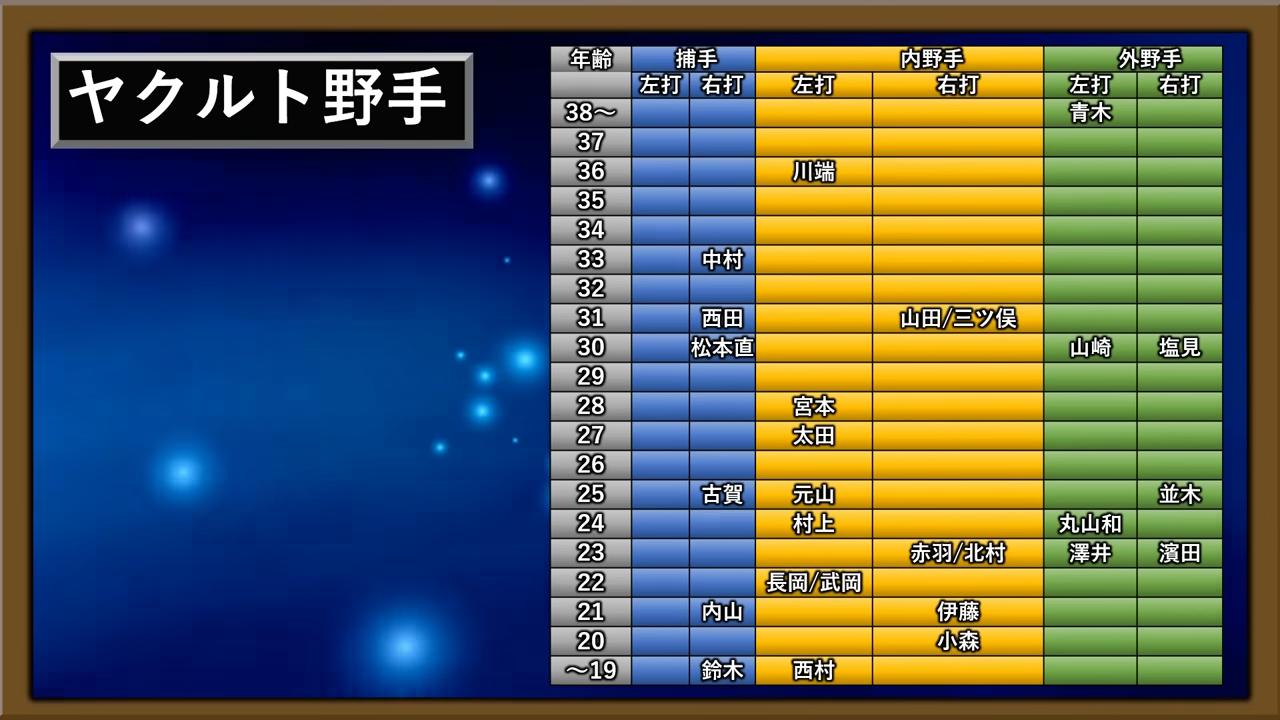 ヤクルト野手
年齢 捕手 内野手 外野手
左打 右打 左打 右打 左打 右打
38～ 青木
37
36 川端
35
34
33 中村
32
31 西田 山田/三ツ俣
30 松本直 山崎 塩見
29
28 宮本
27 太田
26
25 古賀 元山 並木
24 村上 丸山和
23 赤羽/北村 澤井 濱田
22 長岡/武岡
21 内山 伊藤
20 小森
～19 鈴木 西村